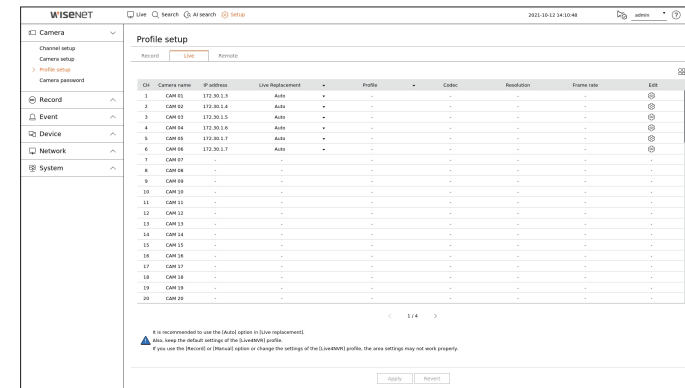 WISENET
Live Search AI search Setup 2021-10-12 14:10:48 admin ?
Camera
Channel setup
Camera setup
> Profile setup
Camera password
Record
Event
Device
Network
System
Profile setup
Record Live Remote
CH Camera name IP address Live Replacement Profile Codec Resolution Frame rate Edit
1 CAM 01 172.30.1.3 Auto - - - -
2 CAM 02 172.30.1.4 Auto - - - -
3 CAM 03 172.30.1.5 Auto - - - -
4 CAM 04 172.30.1.6 Auto - - - -
5 CAM 05 172.30.1.7 Auto - - - -
6 CAM 06 172.30.1.7 Auto - - - -
7 CAM 07 - - - - - - -
8 CAM 08 - - - - - - -
9 CAM 09 - - - - - - -
10 CAM 10 - - - - - - -
11 CAM 11 - - - - - - -
12 CAM 12 - - - - - - -
13 CAM 13 - - - - - - -
14 CAM 14 - - - - - - -
15 CAM 15 - - - - - - -
16 CAM 16 - - - - - - -
17 CAM 17 - - - - - - -
18 CAM 18 - - - - - - -
19 CAM 19 - - - - - - -
20 CAM 20 - - - - - - -
< 1 / 4 >
It is recommended to use the [Auto] option in [Live replacement].
Also, keep the default settings of the [Live4NVR] profile.
If you use the [Record] or [Manual] option or change the settings of the [Live4NVR] profile, the area settings may not work properly.
Apply Revert